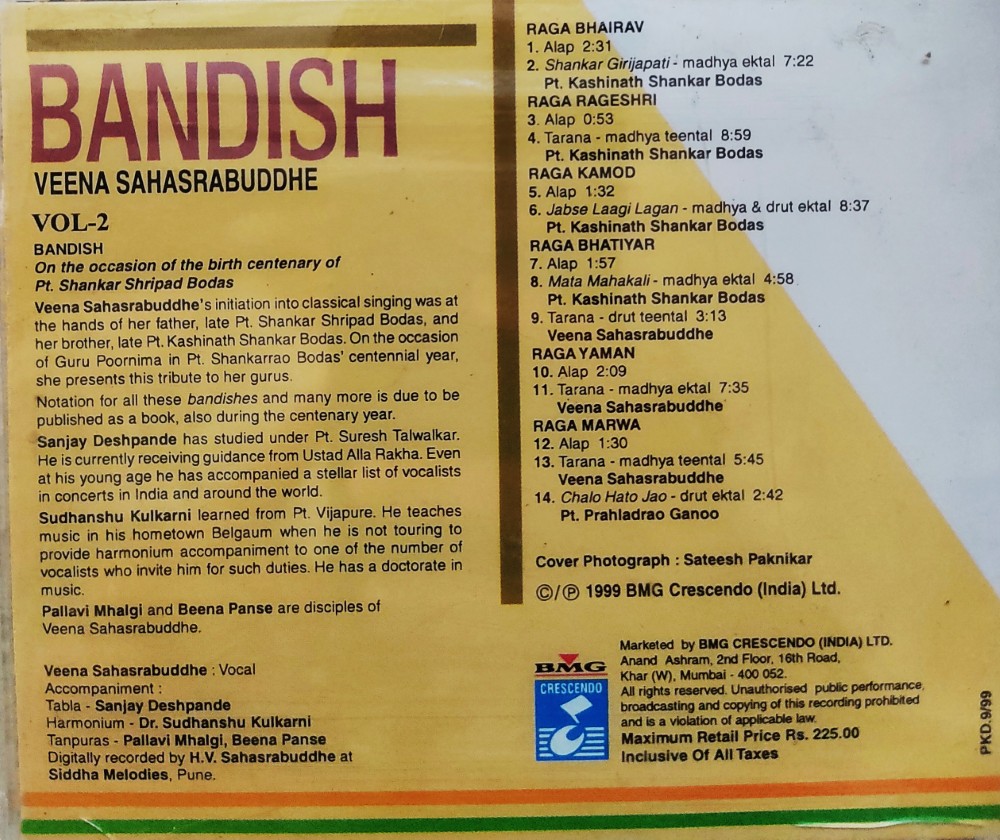 BANDISH
VEENA SAHASRABUDDHE
VOL-2
BANDISH
On the occasion of the birth centenary of
Pt. Shankar Shripad Bodas
Veena Sahasrabuddhe's initiation into classical singing was at
the hands of her father, late Pt. Shankar Shripad Bodas, and
her brother, late Pt. Kashinath Shankar Bodas. On the occasion
of Guru Poornima in Pt. Shankarrao Bodas' centennial year,
she presents this tribute to her gurus.
Notation for all these bandishes and many more is due to be
published as a book, also during the centenary year.
Sanjay Deshpande has studied under Pt. Suresh Talwalkar.
He is currently receiving guidance from Ustad Alla Rakha. Even
at his young age he has accompanied a stellar list of vocalists
in concerts in India and around the world.
Sudhanshu Kulkarni learned from Pt. Vijapure. He teaches
music in his hometown Belgaum when he is not touring to
provide harmonium accompaniment to one of the number of
vocalists who invite him for such duties. He has a doctorate in
music.
Pallavi Mhalgi and Beena Panse are disciples of
Veena Sahasrabuddhe.
Veena Sahasrabuddhe : Vocal
Accompaniment :
Tabla - Sanjay Deshpande
Harmonium - Dr. Sudhanshu Kulkarni
Tanpuras - Pallavi Mhalgi, Beena Panse
Digitally recorded by H.V. Sahasrabuddhe at
Siddha Melodies, Pune.
RAGA BHAIRAV
1. Alap 2:31
2. Shankar Girijapati - madhya ektal 7:22
Pt. Kashinath Shankar Bodas
RAGA RAGESHRI
3. Alap 0:53
4. Tarana - madhya teental 8:59
Pt. Kashinath Shankar Bodas
RAGA KAMOD
5. Alap 1:32
6. Jabse Laagi Lagan - madhya & drut ektal 8:37
Pt. Kashinath Shankar Bodas
RAGA BHATIYAR
7. Alap 1:57
8. Mata Mahakali - madhya ektal 4:58
Pt. Kashinath Shankar Bodas
9. Tarana - drut teental 3:13
Veena Sahasrabuddhe
RAGA YAMAN
10. Alap 2:09
11. Tarana - madhya ektal 7:35
Veena Sahasrabuddhe
RAGA MARWA
12. Alap 1:30
13. Tarana - madhya teental 5:45
Veena Sahasrabuddhe
14. Chalo Hato Jao - drut ektal 2:42
Pt. Prahladrao Ganoo
Cover Photograph : Sateesh Paknikar
©/℗ 1999 BMG Crescendo (India) Ltd.
BMG
CRESCENDO
Marketed by BMG CRESCENDO (INDIA) LTD.
Anand Ashram, 2nd Floor, 16th Road,
Khar (W), Mumbai - 400 052.
All rights reserved. Unauthorised public performance,
broadcasting and copying of this recording prohibited
and is a violation of applicable law.
Maximum Retail Price Rs. 225.00
Inclusive Of All Taxes
PKD.9/99